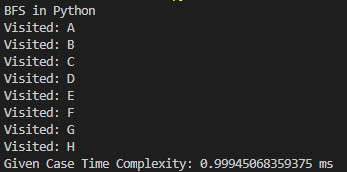 BFS in Python
Visited: A
Visited: B
Visited: C
Visited: D
Visited: E
Visited: F
Visited: G
Visited: H
Given Case Time Complexity: 0.99945068359375 ms